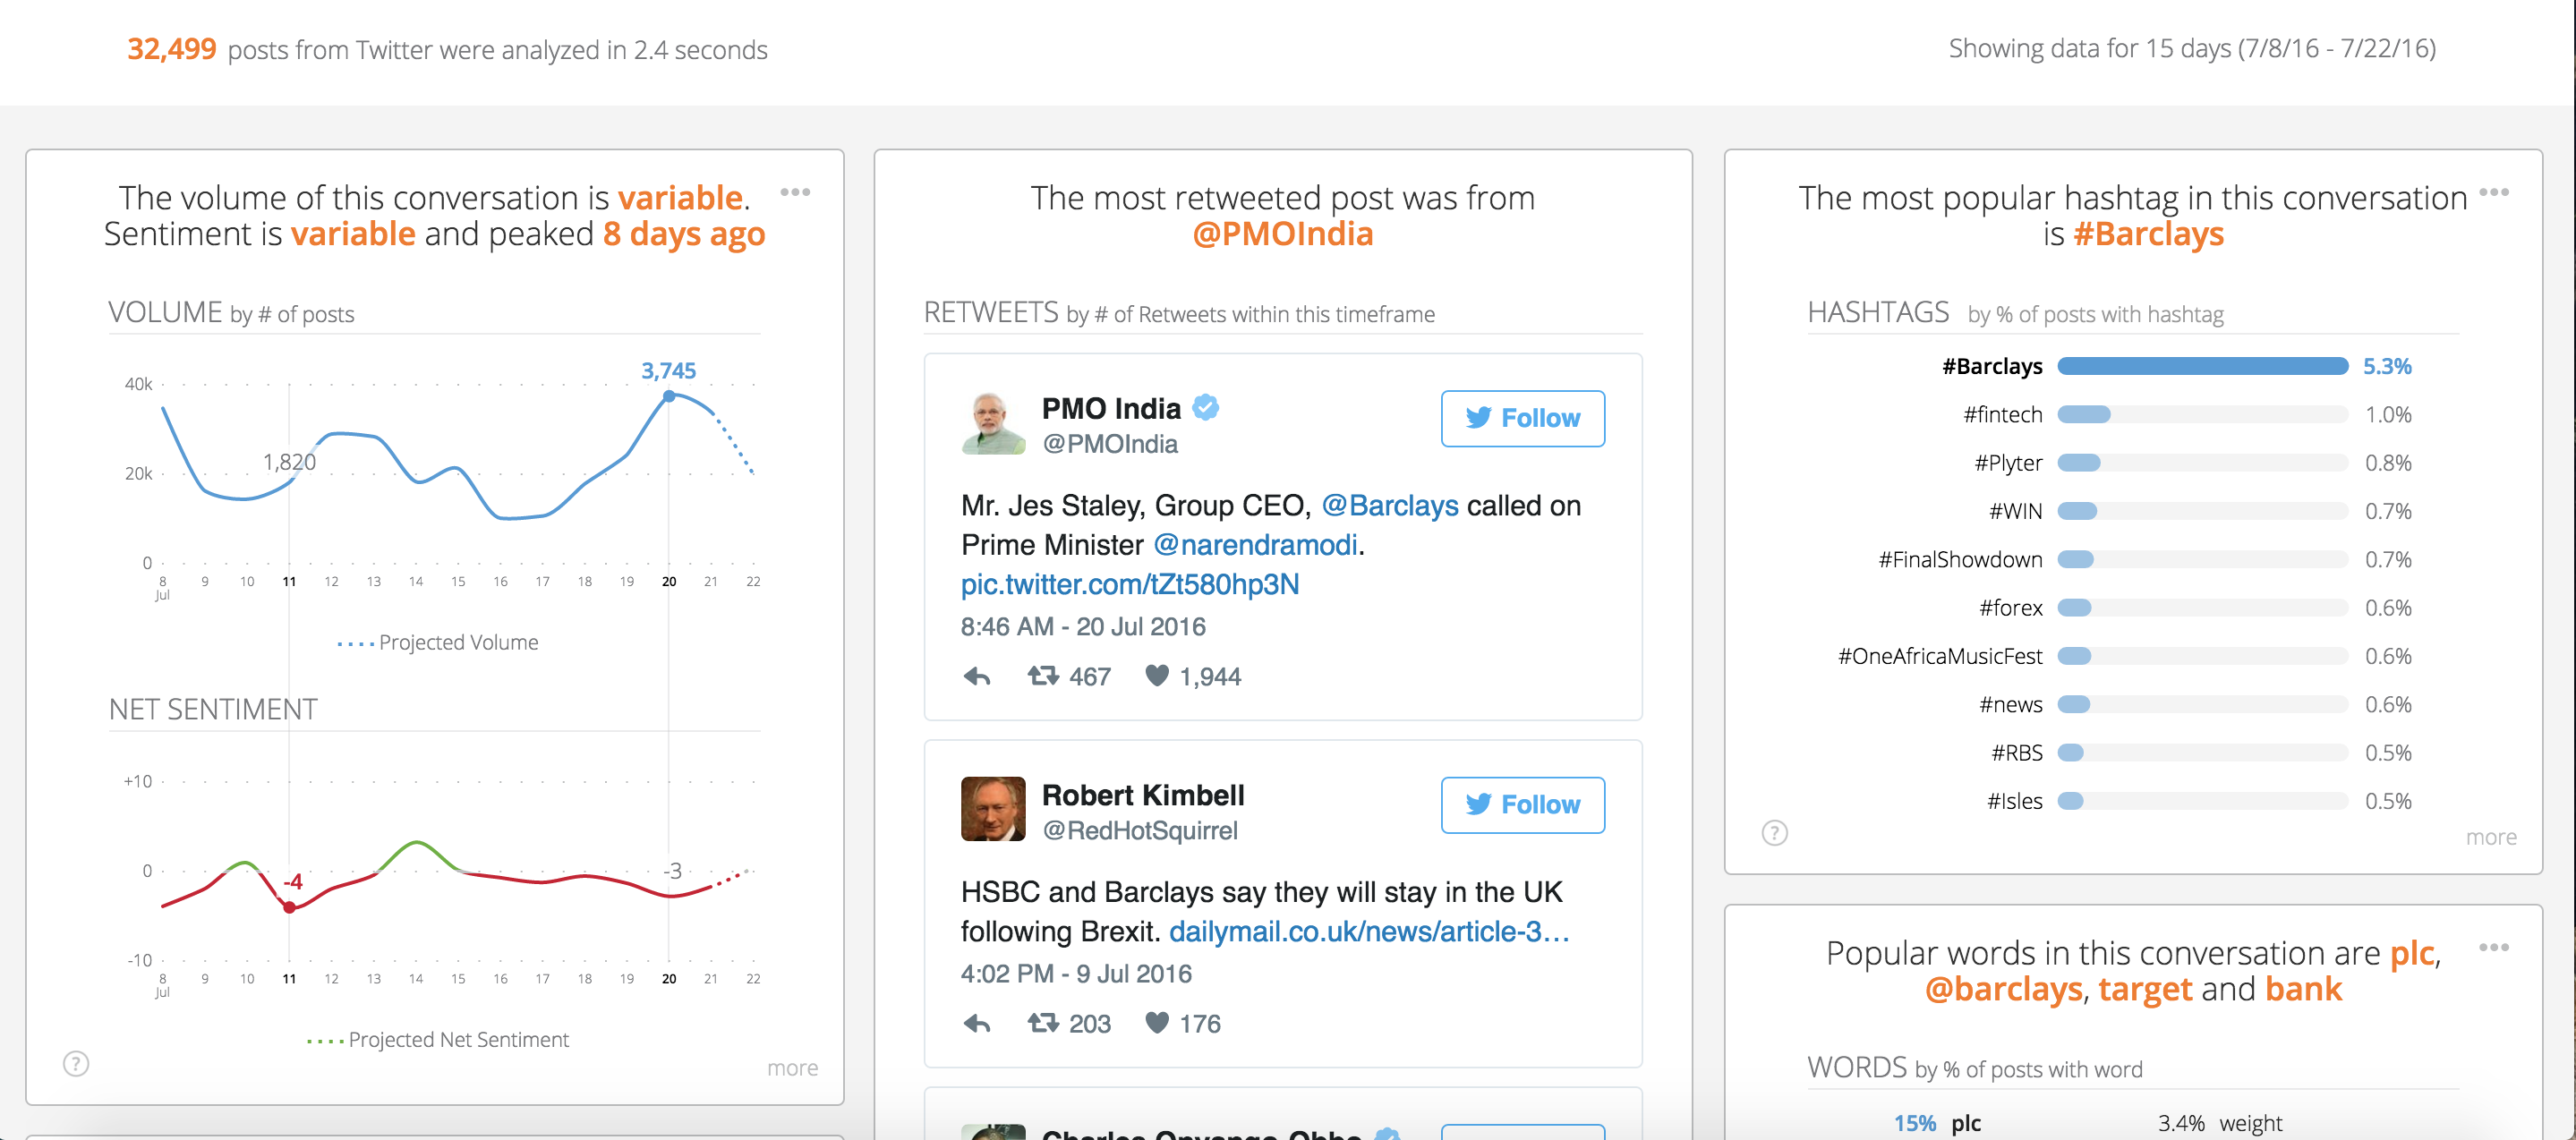 32,499 posts from Twitter were analyzed in 2.4 seconds
Showing data for 15 days (7/8/16 - 7/22/16)
The volume of this conversation is variable.
Sentiment is variable and peaked 8 days ago
VOLUME by # of posts
3,745
40k
1,820
20k
0
8 9 10 11 12 13 14 15 16 17 18 19 20 21 22
Jul
Projected Volume
NET SENTIMENT
+10
0
-4
-3
-10
8 9 10 11 12 13 14 15 16 17 18 19 20 21 22
Jul
Projected Net Sentiment
?
more
The most retweeted post was from
@PMOIndia
RETWEETS by # of Retweets within this timeframe
PMO India
@PMOIndia
Follow
Mr. Jes Staley, Group CEO, @Barclays called on
Prime Minister @narendramodi.
pic.twitter.com/tZt580hp3N
8:46 AM - 20 Jul 2016
467 1,944
Robert Kimbell
@RedHotSquirrel
Follow
HSBC and Barclays say they will stay in the UK
following Brexit. dailymail.co.uk/news/article-3…
4:02 PM - 9 Jul 2016
203 176
The most popular hashtag in this conversation
is #Barclays
HASHTAGS by % of posts with hashtag
#Barclays 5.3%
#fintech 1.0%
#Plyter 0.8%
#WIN 0.7%
#FinalShowdown 0.7%
#forex 0.6%
#OneAfricaMusicFest 0.6%
#news 0.6%
#RBS 0.5%
#Isles 0.5%
?
more
Popular words in this conversation are plc,
@barclays, target and bank
WORDS by % of posts with word
15% plc 3.4% weight